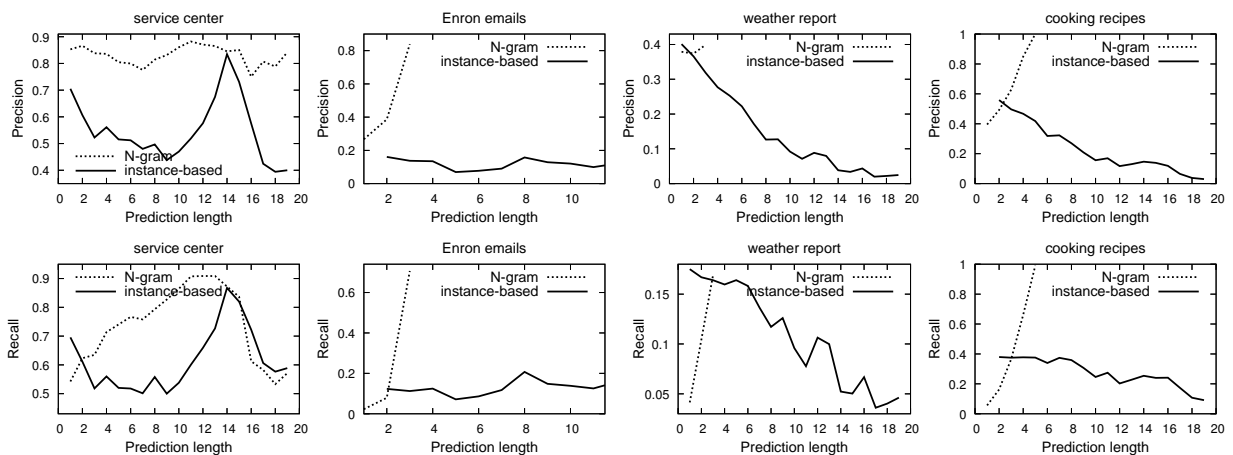 service center
Precision
0.9
0.8
0.7
0.6
0.5
0.4
N-gram
instance-based
0 2 4 6 8 10 12 14 16 18 20
Prediction length
Enron emails
Precision
0.8
0.6
0.4
0.2
0
N-gram
instance-based
2 4 6 8 10
Prediction length
weather report
Precision
0.4
0.3
0.2
0.1
0
N-gram
instance-based
0 2 4 6 8 10 12 14 16 18 20
Prediction length
cooking recipes
Precision
1
0.8
0.6
0.4
0.2
0
N-gram
instance-based
0 2 4 6 8 10 12 14 16 18 20
Prediction length
service center
Recall
0.9
0.8
0.7
0.6
0.5
N-gram
instance-based
0 2 4 6 8 10 12 14 16 18 20
Prediction length
Enron emails
Recall
0.6
0.4
0.2
0
N-gram
instance-based
2 4 6 8 10
Prediction length
weather report
Recall
0.15
0.1
0.05
N-gram
instance-based
0 2 4 6 8 10 12 14 16 18 20
Prediction length
cooking recipes
Recall
1
0.8
0.6
0.4
0.2
0
N-gram
instance-based
0 2 4 6 8 10 12 14 16 18 20
Prediction length